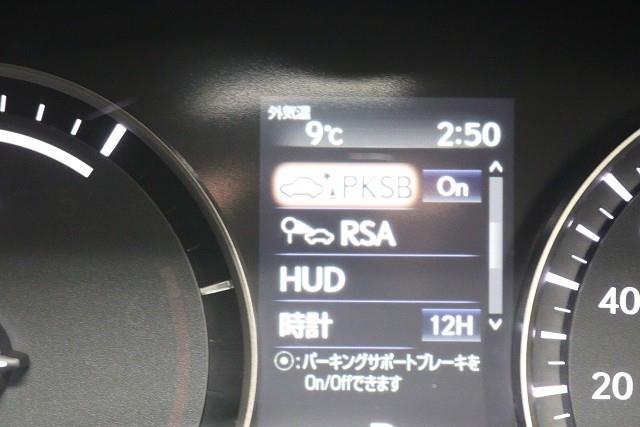 外気温
9℃ 2:50
PKSB On
RSA
HUD
時計 12H
⦿:パーキングサポートブレーキを
On/Offできます
40
20